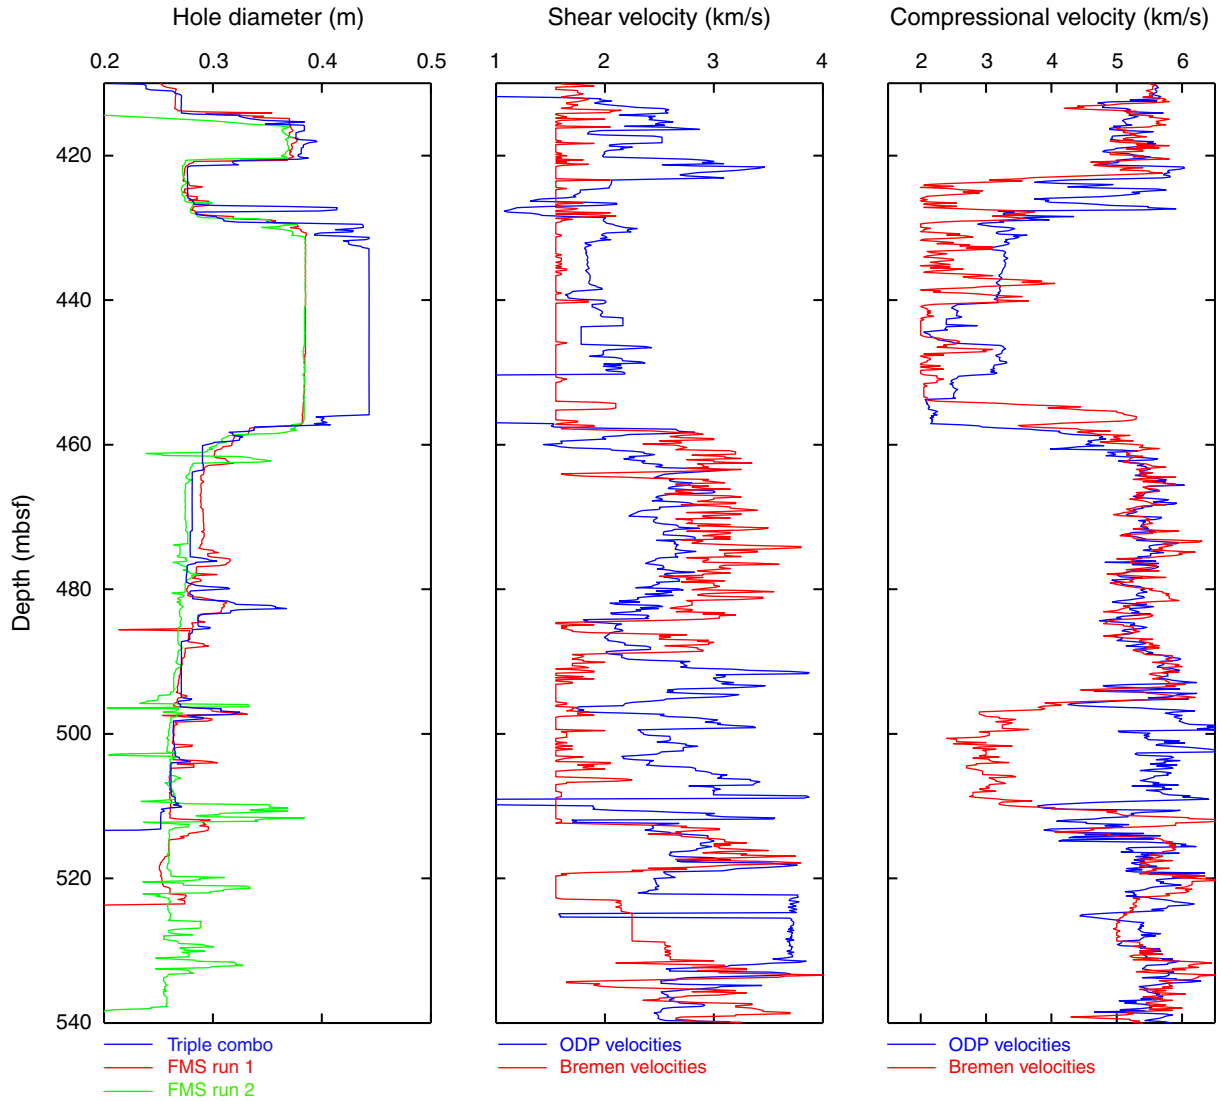 Hole diameter (m)
Shear velocity (km/s)
Compressional velocity (km/s)
0.2 0.3 0.4 0.5
1 2 3 4
2 3 4 5 6
Depth (mbsf)
420
440
460
480
500
520
540
Triple combo
FMS run 1
FMS run 2
ODP velocities
Bremen velocities
ODP velocities
Bremen velocities